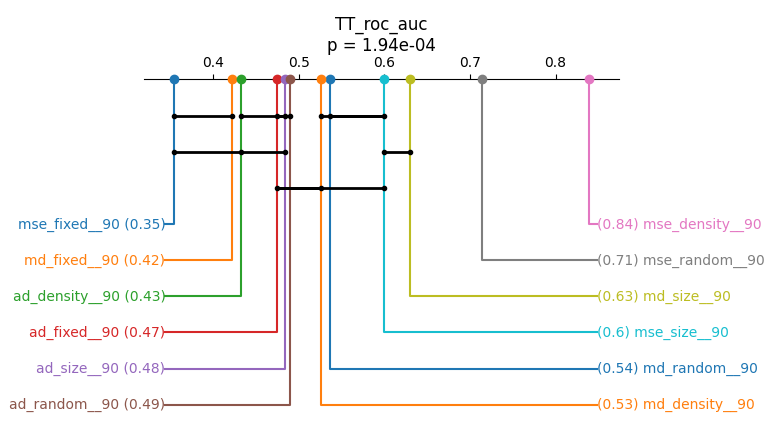 TT_roc_auc
p = 1.94e-04
0.4 0.5 0.6 0.7 0.8
mse_fixed__90 (0.35) (0.84) mse_density__90
md_fixed__90 (0.42) (0.71) mse_random__90
ad_density__90 (0.43) (0.63) md_size__90
ad_fixed__90 (0.47) (0.6) mse_size__90
ad_size__90 (0.48) (0.54) md_random__90
ad_random__90 (0.49) (0.53) md_density__90